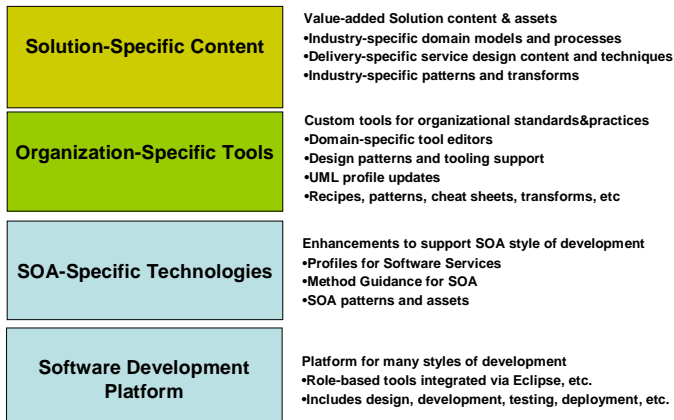 Solution-Specific Content
Value-added Solution content & assets
•Industry-specific domain models and processes
•Delivery-specific service design content and techniques
•Industry-specific patterns and transforms
Organization-Specific Tools
Custom tools for organizational standards&practices
•Domain-specific tool editors
•Design patterns and tooling support
•UML profile updates
•Recipes, patterns, cheat sheets, transforms, etc
SOA-Specific Technologies
Enhancements to support SOA style of development
•Profiles for Software Services
•Method Guidance for SOA
•SOA patterns and assets
Software Development
Platform
Platform for many styles of development
•Role-based tools integrated via Eclipse, etc.
•Includes design, development, testing, deployment, etc.